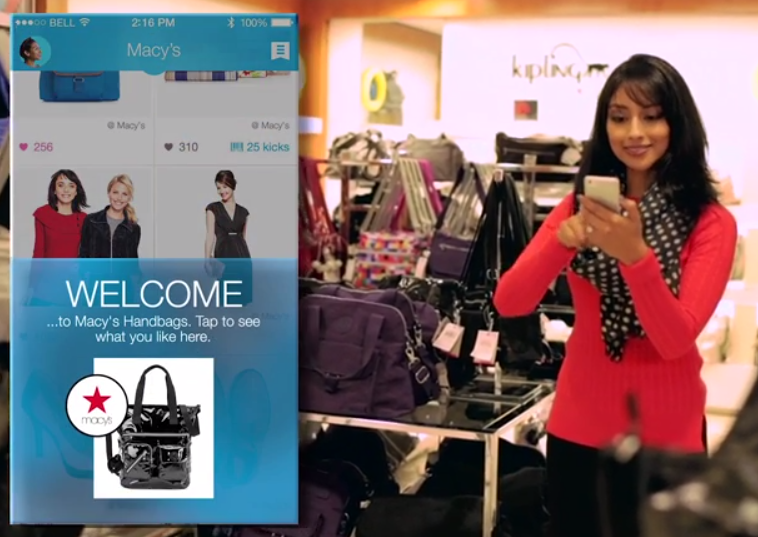 ●●●○○ BELL 2:16 PM 100%
Macy's
@ Macy's
@ Macy's
256
310 25 kicks
WELCOME
...to Macy's Handbags. Tap to see
what you like here.
macy's
kipling